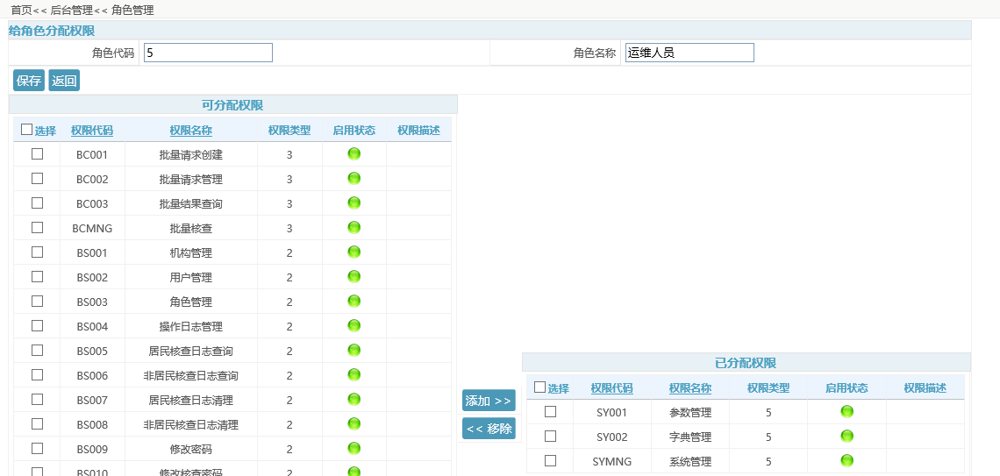 首页<< 后台管理<< 角色管理
给角色分配权限
角色代码 5 角色名称 运维人员
保存 返回
可分配权限
选择 权限代码 权限名称 权限类型 启用状态 权限描述
BC001 批量请求创建 3
BC002 批量请求管理 3
BC003 批量结果查询 3
BCMNG 批量核查 3
BS001 机构管理 2
BS002 用户管理 2
BS003 角色管理 2
BS004 操作日志管理 2
BS005 居民核查日志查询 2
BS006 非居民核查日志查询 2
BS007 居民核查日志清理 2
BS008 非居民核查日志清理 2
BS009 修改密码 2
BS010 修改核查密码 2
添加 >>
<< 移除
已分配权限
选择 权限代码 权限名称 权限类型 启用状态 权限描述
SY001 参数管理 5
SY002 字典管理 5
SYMNG 系统管理 5